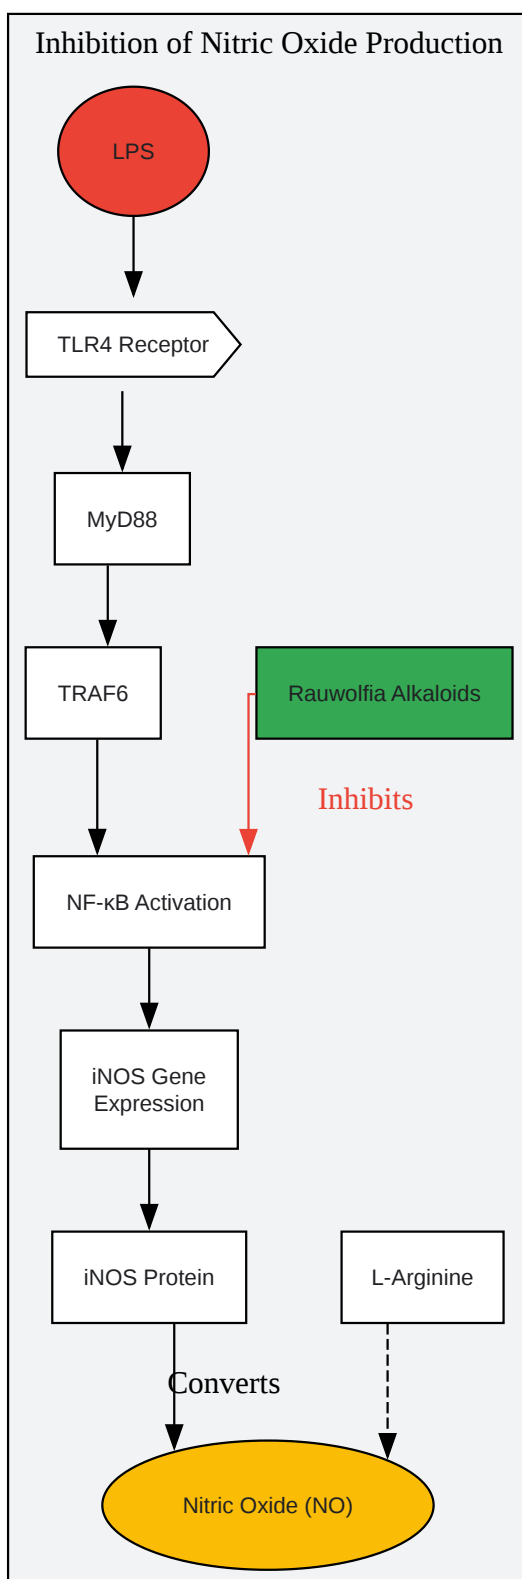 Inhibition of Nitric Oxide Production
LPS
TLR4 Receptor
MyD88
TRAF6
Rauwolfia Alkaloids
Inhibits
NF-κB Activation
iNOS Gene
Expression
iNOS Protein
L-Arginine
Converts
Nitric Oxide (NO)